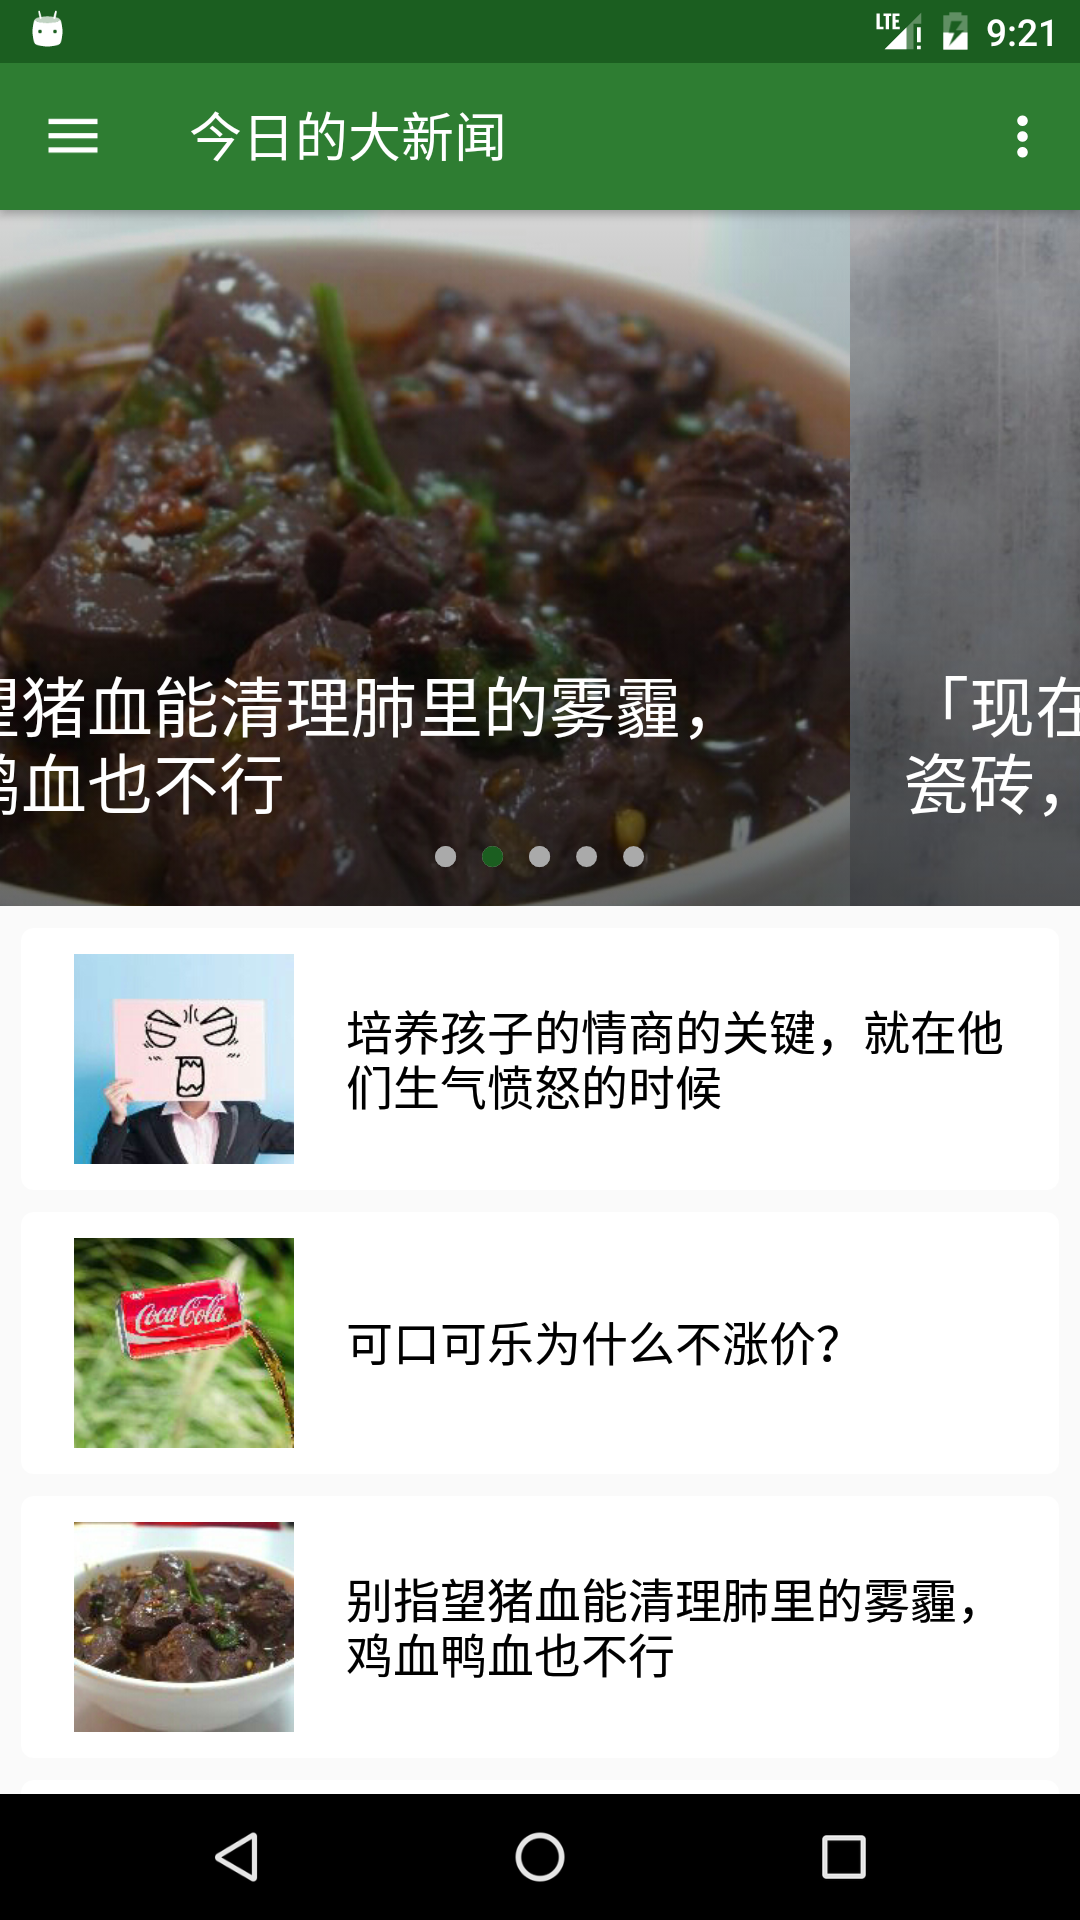 LTE
9:21
今日的大新闻
望猪血能清理肺里的雾霾，
鸭血也不行
「现在
瓷砖，
培养孩子的情商的关键，就在他
们生气愤怒的时候
Coca-Cola
可口可乐为什么不涨价？
别指望猪血能清理肺里的雾霾，
鸡血鸭血也不行